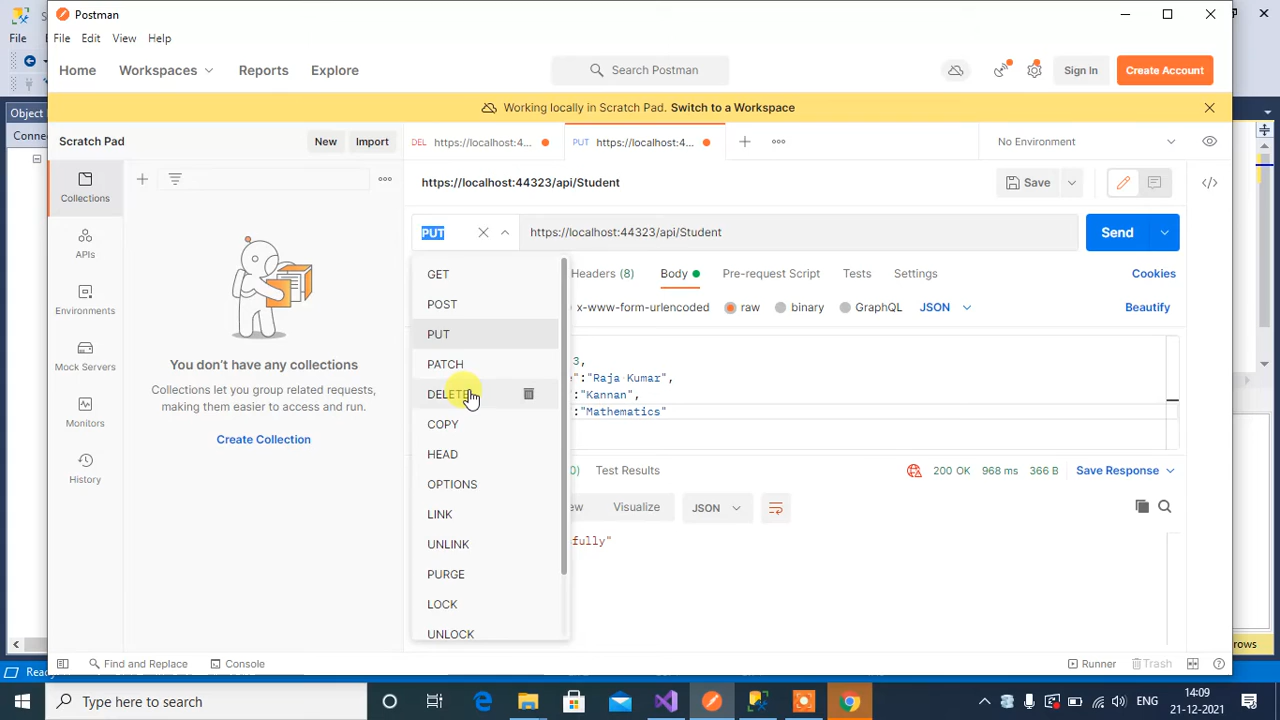 Postman
File
File Edit View Help
Home Workspaces Reports Explore Search Postman Sign In Create Account
Working locally in Scratch Pad. Switch to a Workspace
Object
Conne
Scratch Pad New Import DEL https://localhost:4... PUT https://localhost:4... No Environment
https://localhost:44323/api/Student Save
Collections
PUT https://localhost:44323/api/Student Send
APIs
GET Headers (8) Body Pre-request Script Tests Settings Cookies
Environments
POST x-www-form-urlencoded raw binary GraphQL JSON Beautify
PUT
Mock Servers
You don't have any collections
PATCH 3,
":"Raja Kumar",
Collections let you group related requests,
making them easier to access and run.
DELETE ":"Kannan",
":"Mathematics"
Monitors
COPY
Create Collection
HEAD
History
Test Results 200 OK 968 ms 366 B Save Response
OPTIONS
LINK Visualize JSON
UNLINK fully"
PURGE
LOCK
UNLOCK
Find and Replace Console Runner Trash
Read rows
Type here to search ENG 14:09
21-12-2021